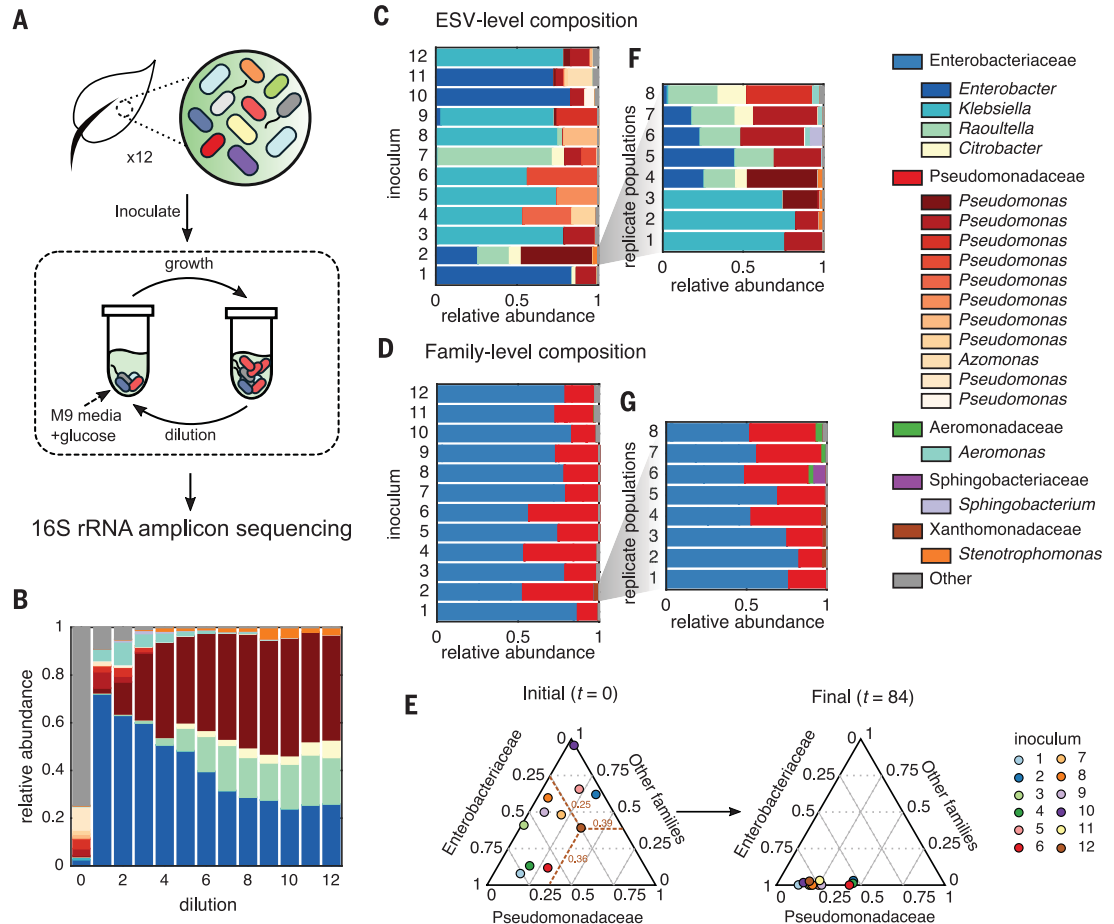 A
x12
Inoculate
growth
M9 media
+glucose
dilution
16S rRNA amplicon sequencing
B
relative abundance
1
0.8
0.6
0.4
0.2
0
0 2 4 6 8 10 12
dilution
C ESV-level composition
inoculum
12
11
10
9
8
7
6
5
4
3
2
1
0 0.5 1
relative abundance
F
replicate populations
8
7
6
5
4
3
2
1
0 0.5 1
relative abundance
D Family-level composition
inoculum
12
11
10
9
8
7
6
5
4
3
2
1
0 0.5 1
relative abundance
G
replicate populations
8
7
6
5
4
3
2
1
0 0.5 1
relative abundance
Enterobacteriaceae
Enterobacter
Klebsiella
Raoultella
Citrobacter
Pseudomonadaceae
Pseudomonas
Pseudomonas
Pseudomonas
Pseudomonas
Pseudomonas
Pseudomonas
Pseudomonas
Pseudomonas
Azomonas
Pseudomonas
Pseudomonas
Aeromonadaceae
Aeromonas
Sphingobacteriaceae
Sphingobacterium
Xanthomonadaceae
Stenotrophomonas
Other
E
Initial (t = 0)
Enterobacteriaceae
0 0.25 0.5 0.75 1
Other families
1 0.75 0.5 0.25 0
0.25
0.39
0.36
0 0.25 0.5 0.75 1
Pseudomonadaceae
Final (t = 84)
Enterobacteriaceae
0 0.25 0.5 0.75 1
Other families
1 0.75 0.5 0.25 0
0 0.25 0.5 0.75 1
Pseudomonadaceae
inoculum
1 7
2 8
3 9
4 10
5 11
6 12